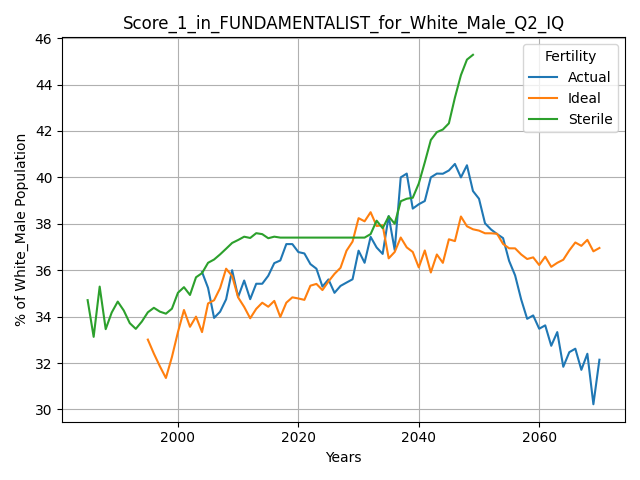 Score_1_in_FUNDAMENTALIST_for_White_Male_Q2_IQ
% of White_Male Population
46
44
42
40
38
36
34
32
30
Fertility
Actual
Ideal
Sterile
2000 2020 2040 2060
Years